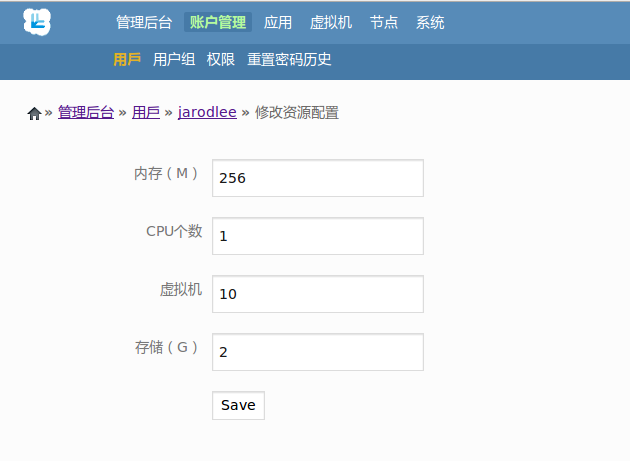 管理后台 账户管理 应用 虚拟机 节点 系统
用戶 用户组 权限 重置密码历史
» 管理后台 » 用戶 » jarodlee » 修改资源配置
内存 ( M ) 256
CPU个数 1
虚拟机 10
存储 ( G ) 2
Save